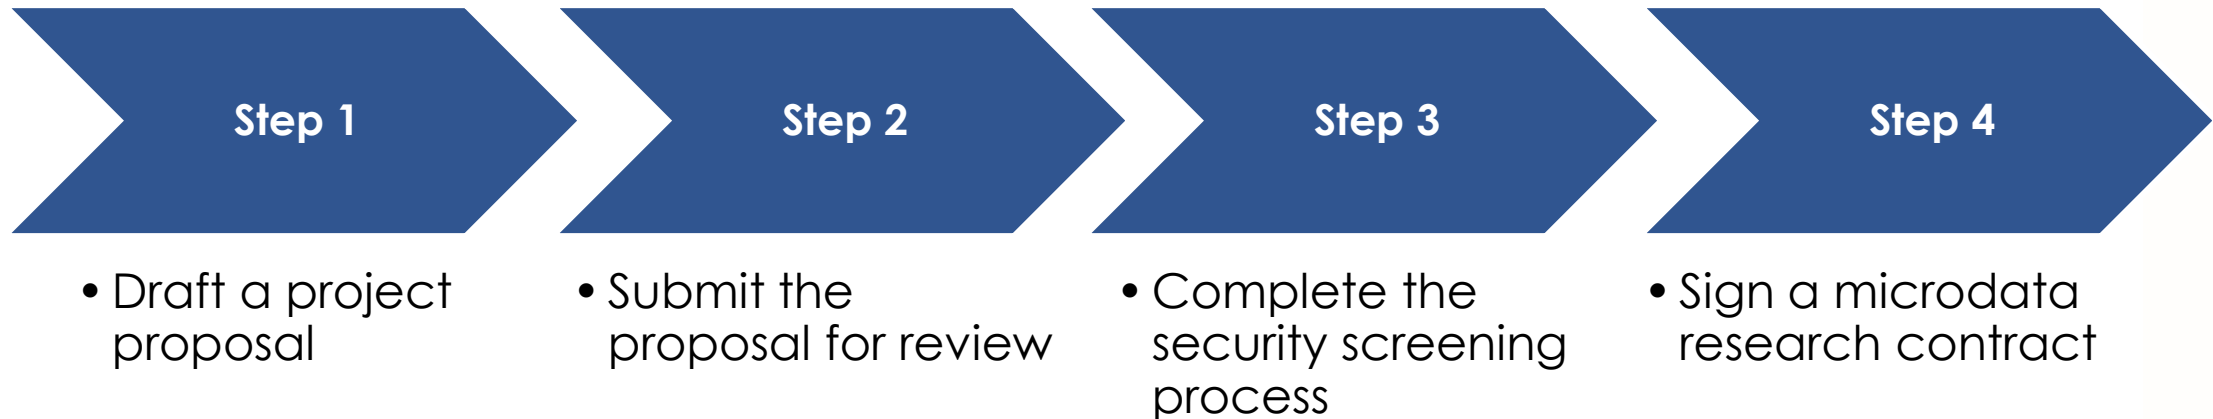 Step 1
Step 2
Step 3
Step 4
• Draft a project
proposal
• Submit the
proposal for review
• Complete the
security screening
process
• Sign a microdata
research contract